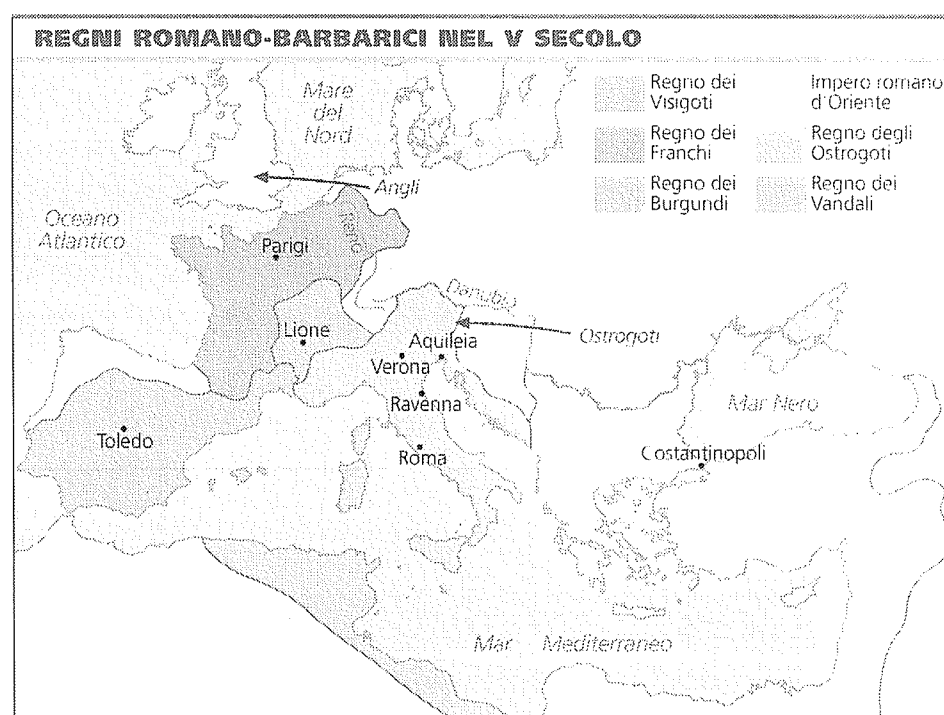 REGNI ROMANO-BARBARICI NEL V SECOLO
Regno dei
Visigoti
Impero romano
d'Oriente
Regno dei
Franchi
Regno degli
Ostrogoti
Regno dei
Burgundi
Regno dei
Vandali
Mare
del
Nord
Angli
Oceano
Atlantico
Reno
Parigi
Danubio
Lione
Ostrogoti
Aquileia
Verona
Ravenna
Mar Nero
Toledo
Roma
Costantinopoli
Mar Mediterraneo